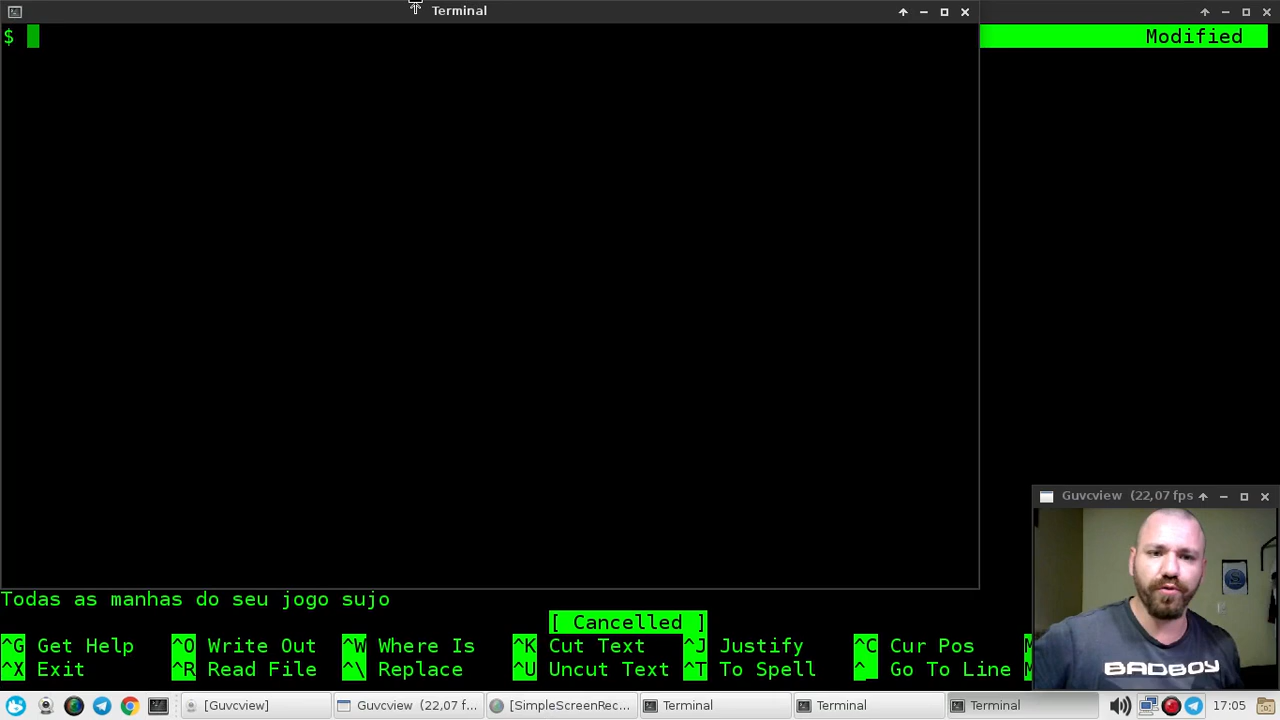 Terminal
$
Modified
Guvcview (22,07 fps
Todas as manhas do seu jogo sujo
[ Cancelled ]
^G Get Help ^O Write Out ^W Where Is ^K Cut Text ^J Justify ^C Cur Pos M
^X Exit ^R Read File ^\ Replace ^U Uncut Text ^T To Spell ^_ Go To Line M
BADBOY
[Guvcview] Guvcview (22,07 f... [SimpleScreenRec... Terminal Terminal Terminal 17:05